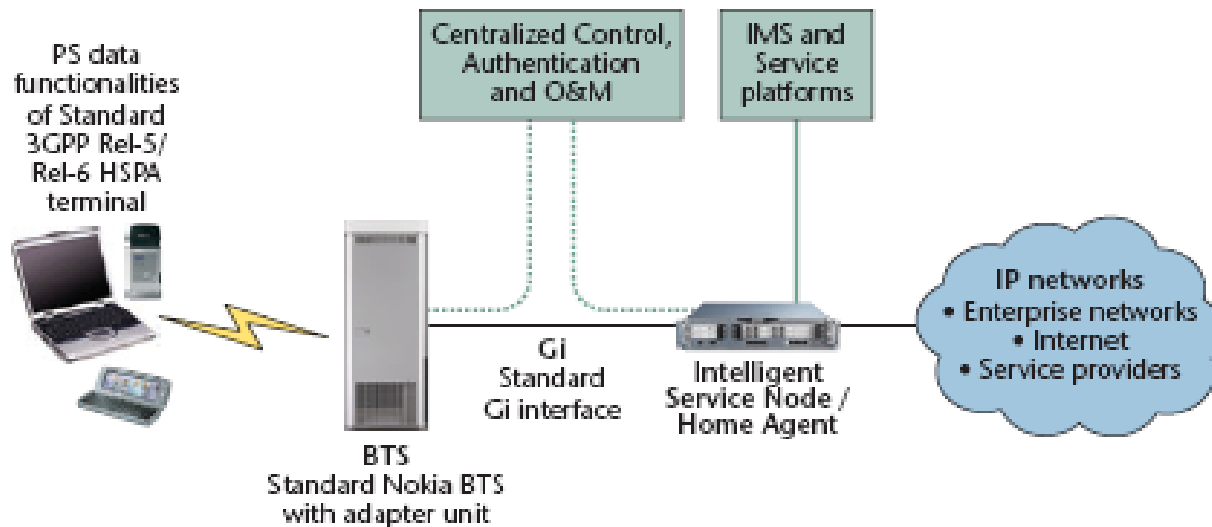 PS data
functionalities
of Standard
3GPP Rel-5/
Rel-6 HSPA
terminal
Centralized Control,
Authentication
and O&M
IMS and
Service
platforms
BTS
Standard Nokia BTS
with adapter unit
Gi
Standard
Gi interface
Intelligent
Service Node /
Home Agent
IP networks
• Enterprise networks
• Internet
• Service providers